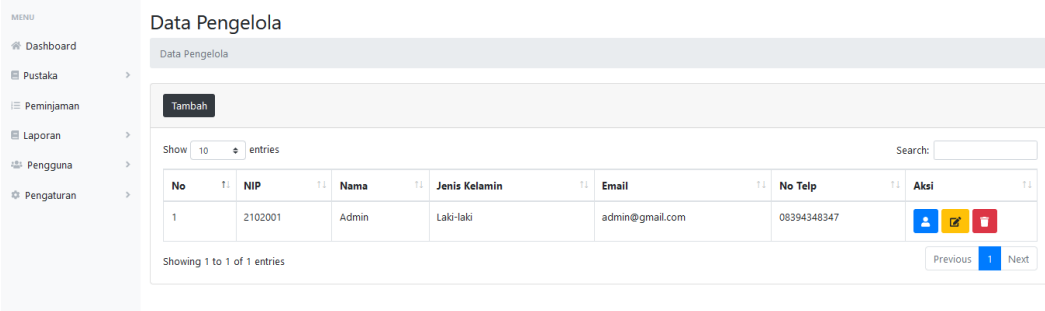 MENU
Dashboard
Pustaka
Peminjaman
Laporan
Pengguna
Pengaturan
Data Pengelola
Data Pengelola
Tambah
Show 10 entries
Search:
No NIP Nama Jenis Kelamin Email No Telp Aksi
1 2102001 Admin Laki-laki admin@gmail.com 08394348347
Showing 1 to 1 of 1 entries
Previous 1 Next